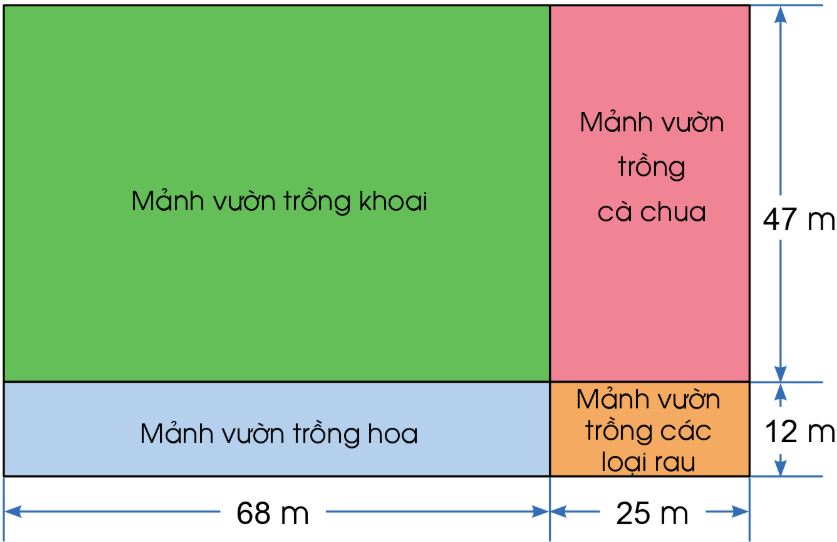 Mảnh vườn trồng khoai
Mảnh vườn
trồng
cà chua
47 m
Mảnh vườn trồng hoa
Mảnh vườn
trồng các
loại rau
12 m
68 m
25 m